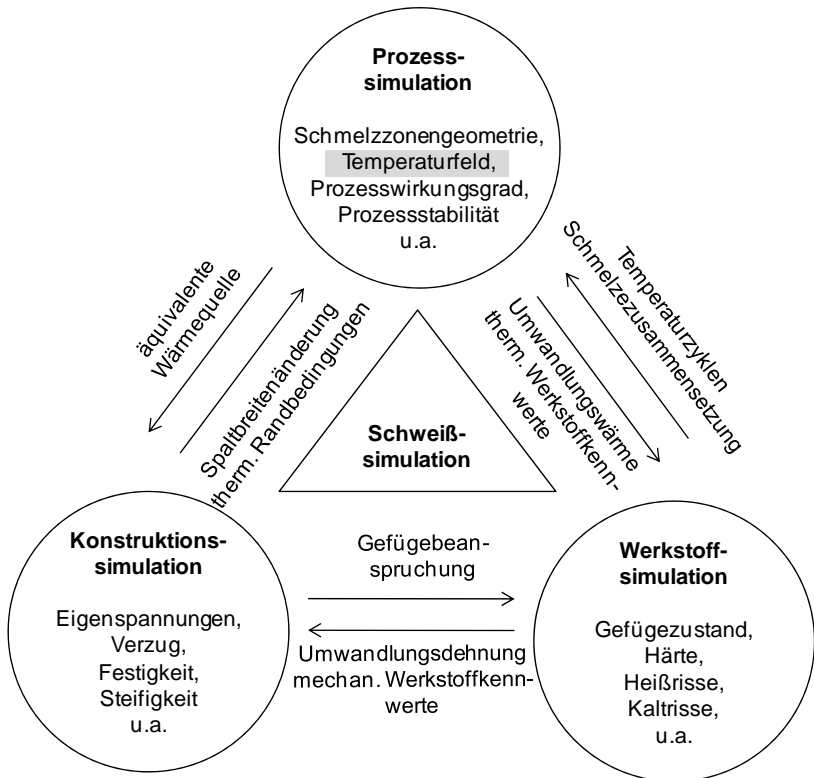 Prozess-
simulation
Schmelzzonengeometrie,
Temperaturfeld,
Prozesswirkungsgrad,
Prozessstabilität
u.a.
äquivalente
Wärmequelle
Spaltbreitenänderung
therm. Randbedingungen
Schweiß-
simulation
Umwandlungswärme
therm. Werkstoffkenn-
werte
Temperaturzyklen
Schmelzezusammensetzung
Konstruktions-
simulation
Eigenspannungen,
Verzug,
Festigkeit,
Steifigkeit
u.a.
Gefügebean-
spruchung
Umwandlungsdehnung
mechan. Werkstoffkenn-
werte
Werkstoff-
simulation
Gefügezustand,
Härte,
Heißrisse,
Kaltrisse,
u.a.